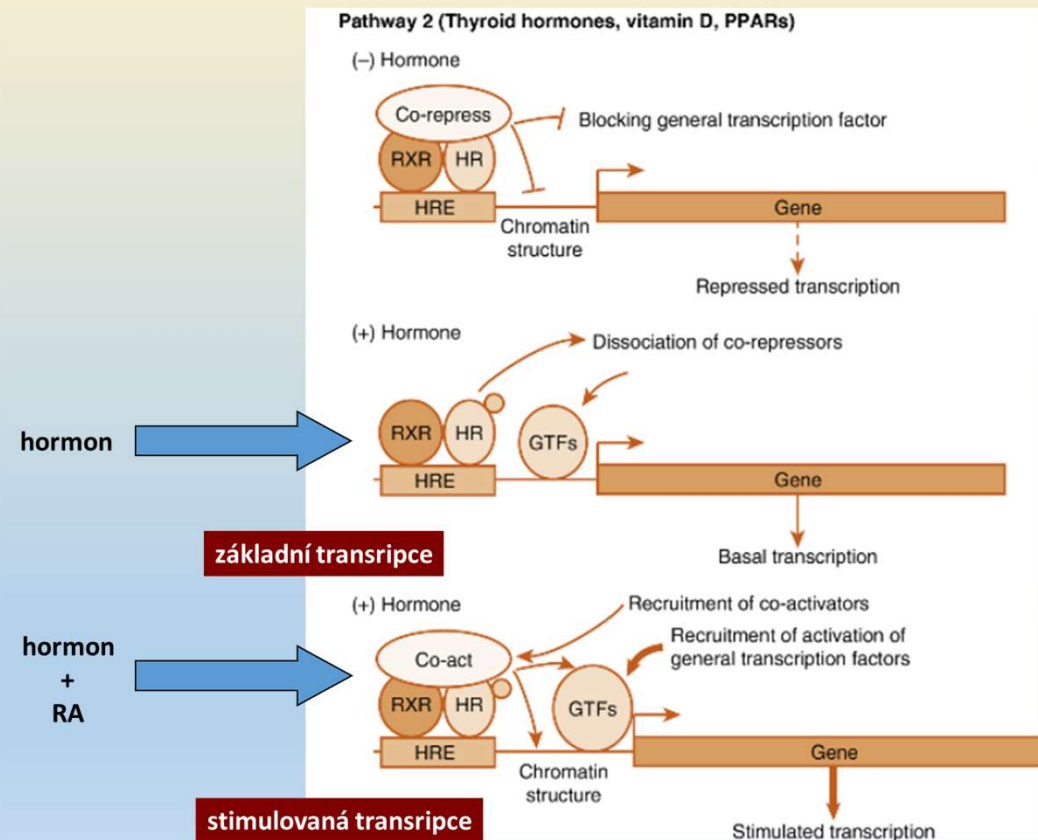 Pathway 2 (Thyroid hormones, vitamin D, PPARs)
(–) Hormone
Co-repress
Blocking general transcription factor
RXR
HR
HRE
Chromatin
structure
Gene
Repressed transcription
(+) Hormone
Dissociation of co-repressors
hormon
RXR
HR
GTFs
HRE
Gene
základní transripce
Basal transcription
(+) Hormone
Recruitment of co-activators
Recruitment of activation of
general transcription factors
hormon
+
RA
Co-act
RXR
HR
GTFs
HRE
Chromatin
structure
Gene
stimulovaná transripce
Stimulated transcription